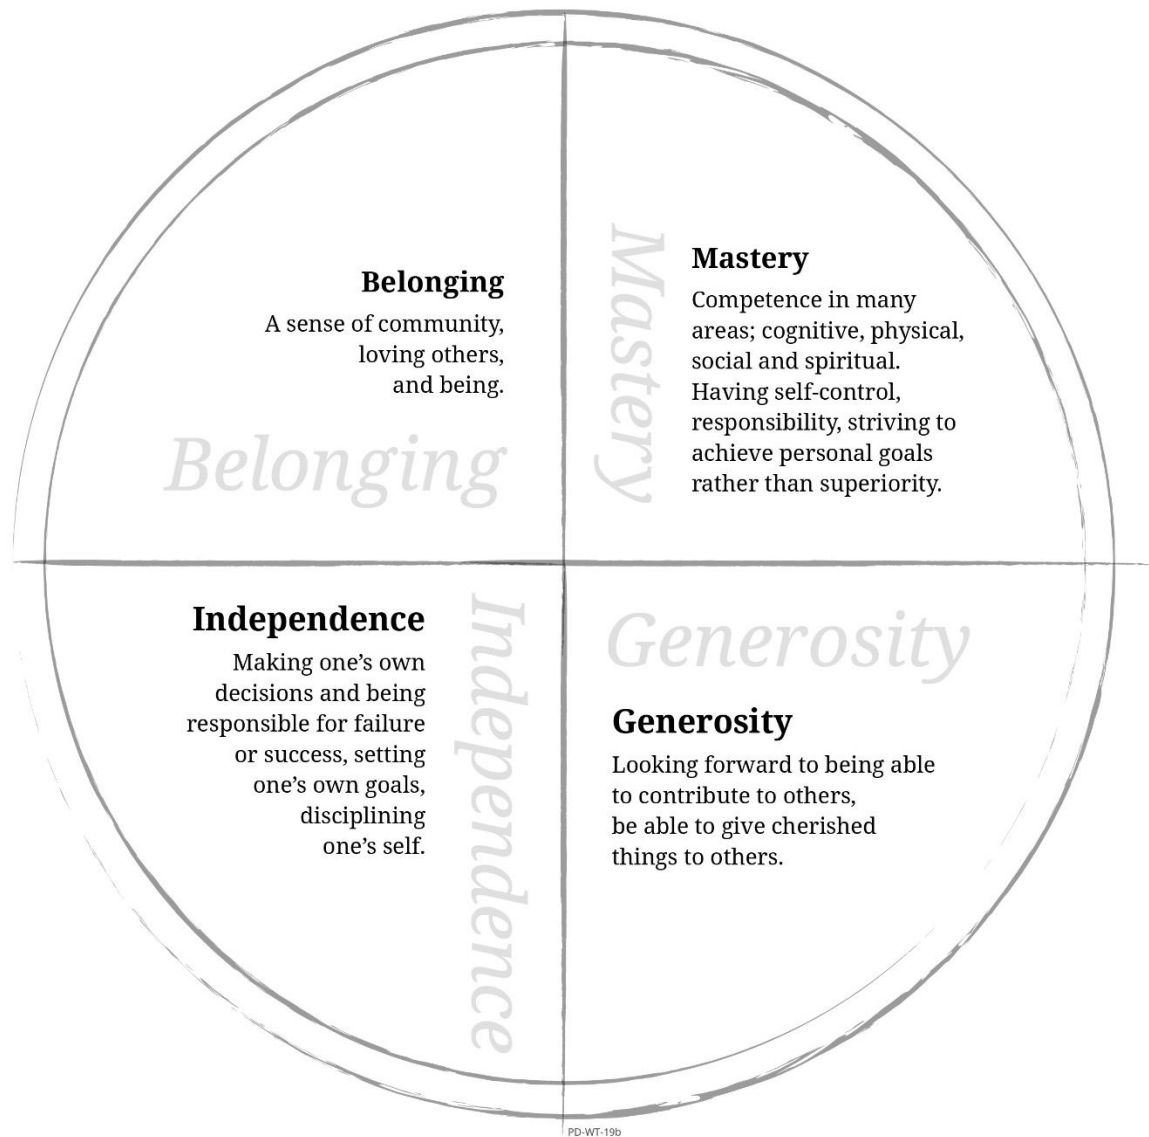 Belonging
A sense of community,
loving others,
and being.
Belonging
Mastery
Mastery
Competence in many
areas; cognitive, physical,
social and spiritual.
Having self-control,
responsibility, striving to
achieve personal goals
rather than superiority.
Independence
Making one’s own
decisions and being
responsible for failure
or success, setting
one’s own goals,
disciplining
one’s self.
Independence
Generosity
Generosity
Looking forward to being able
to contribute to others,
be able to give cherished
things to others.
PD-WT-19b